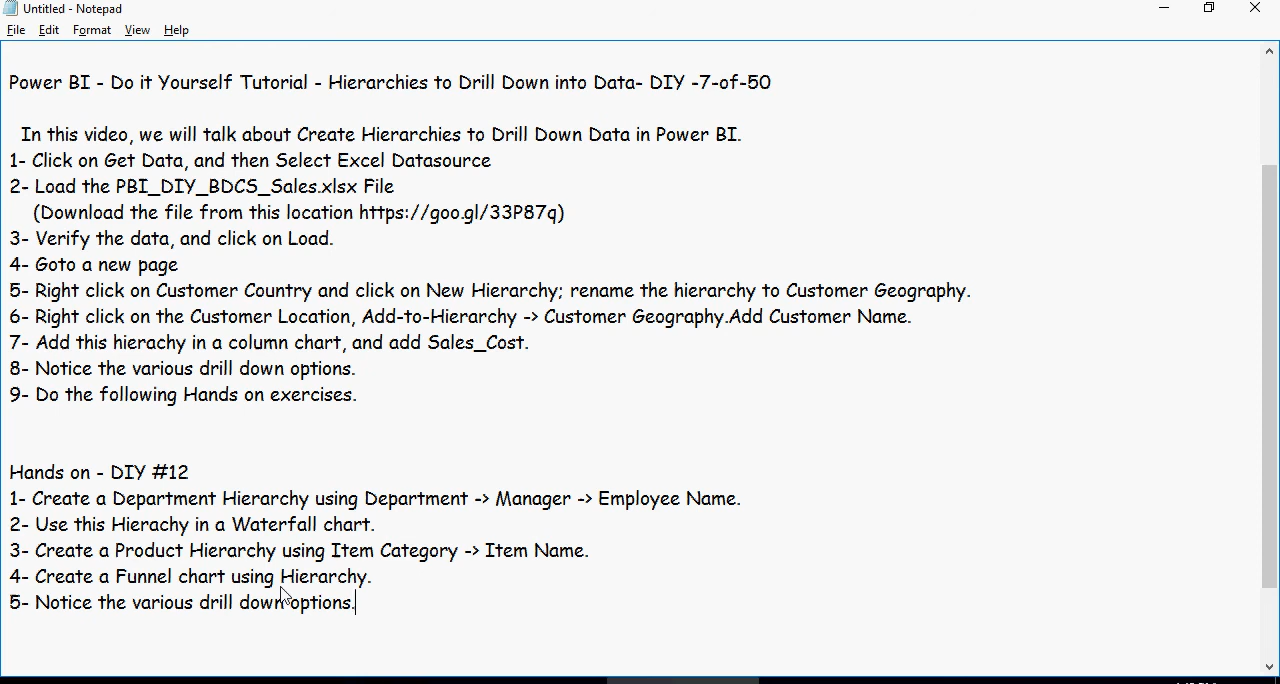 Untitled - Notepad
File Edit Format View Help
Power BI - Do it Yourself Tutorial - Hierarchies to Drill Down into Data- DIY -7-of-50
In this video, we will talk about Create Hierarchies to Drill Down Data in Power BI.
1- Click on Get Data, and then Select Excel Datasource
2- Load the PBI_DIY_BDCS_Sales.xlsx File
(Download the file from this location https://goo.gl/33P87q)
3- Verify the data, and click on Load.
4- Goto a new page
5- Right click on Customer Country and click on New Hierarchy; rename the hierarchy to Customer Geography.
6- Right click on the Customer Location, Add-to-Hierarchy -> Customer Geography.Add Customer Name.
7- Add this hierachy in a column chart, and add Sales_Cost.
8- Notice the various drill down options.
9- Do the following Hands on exercises.
Hands on - DIY #12
1- Create a Department Hierarchy using Department -> Manager -> Employee Name.
2- Use this Hierachy in a Waterfall chart.
3- Create a Product Hierarchy using Item Category -> Item Name.
4- Create a Funnel chart using Hierarchy.
5- Notice the various drill down options.